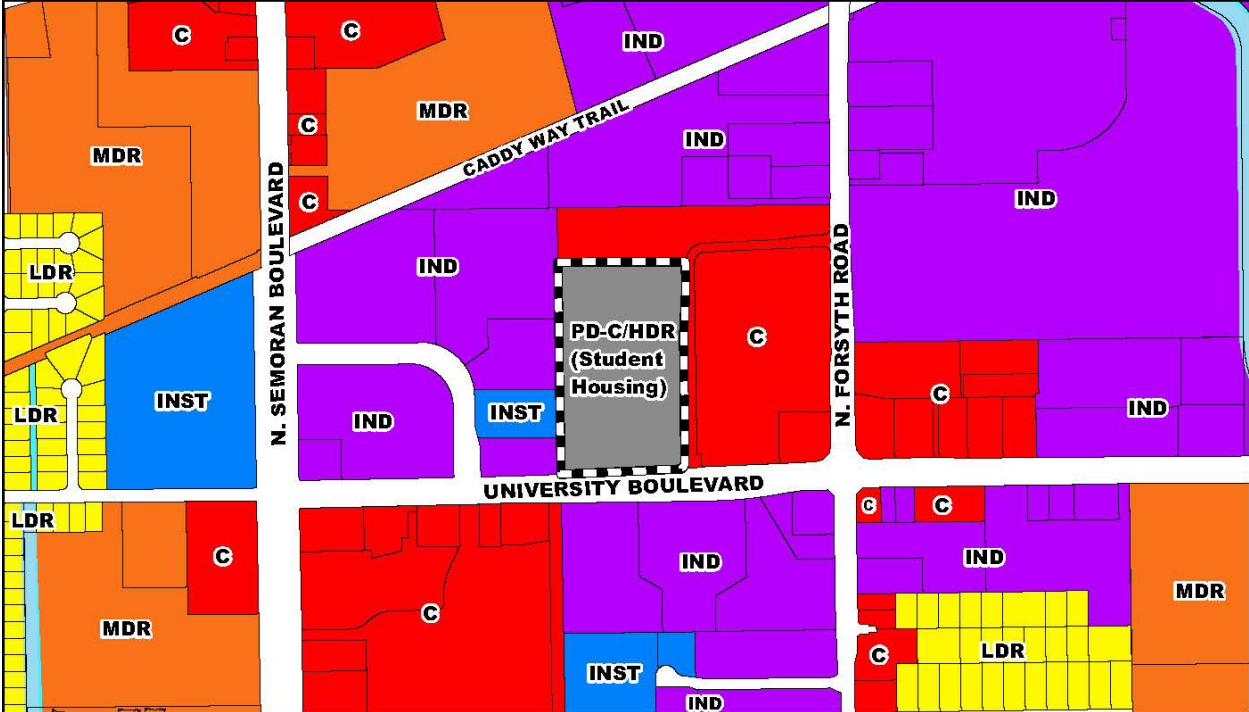 C
C
IND
MDR
C
IND
MDR
CADDY WAY TRAIL
C
IND
N. SEMORAN BOULEVARD
N. FORSYTH ROAD
LDR
IND
PD-C/HDR
(Student
Housing)
C
INST
INST
IND
LDR
C
IND
UNIVERSITY BOULEVARD
LDR
C
C
C
IND
IND
MDR
C
MDR
C
LDR
INST
IND